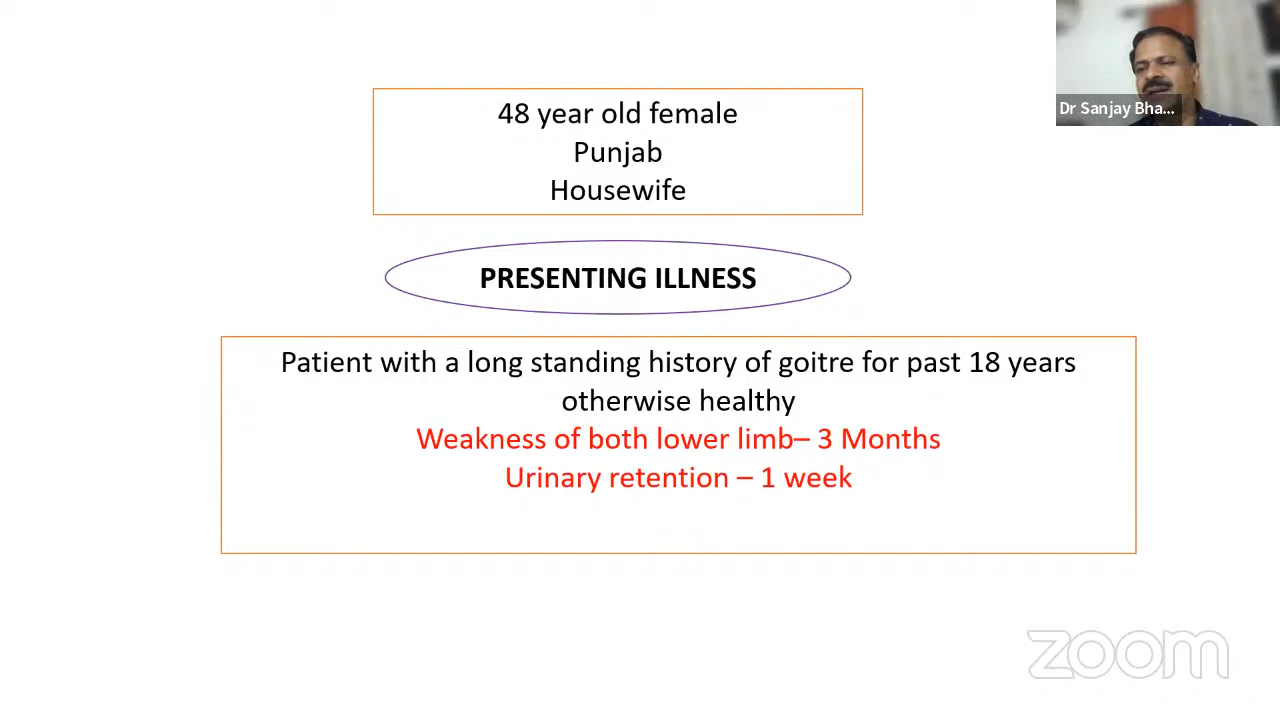 48 year old female
Punjab
Housewife
PRESENTING ILLNESS
Patient with a long standing history of goitre for past 18 years
otherwise healthy
Weakness of both lower limb– 3 Months
Urinary retention – 1 week
Dr Sanjay Bha...
zoom